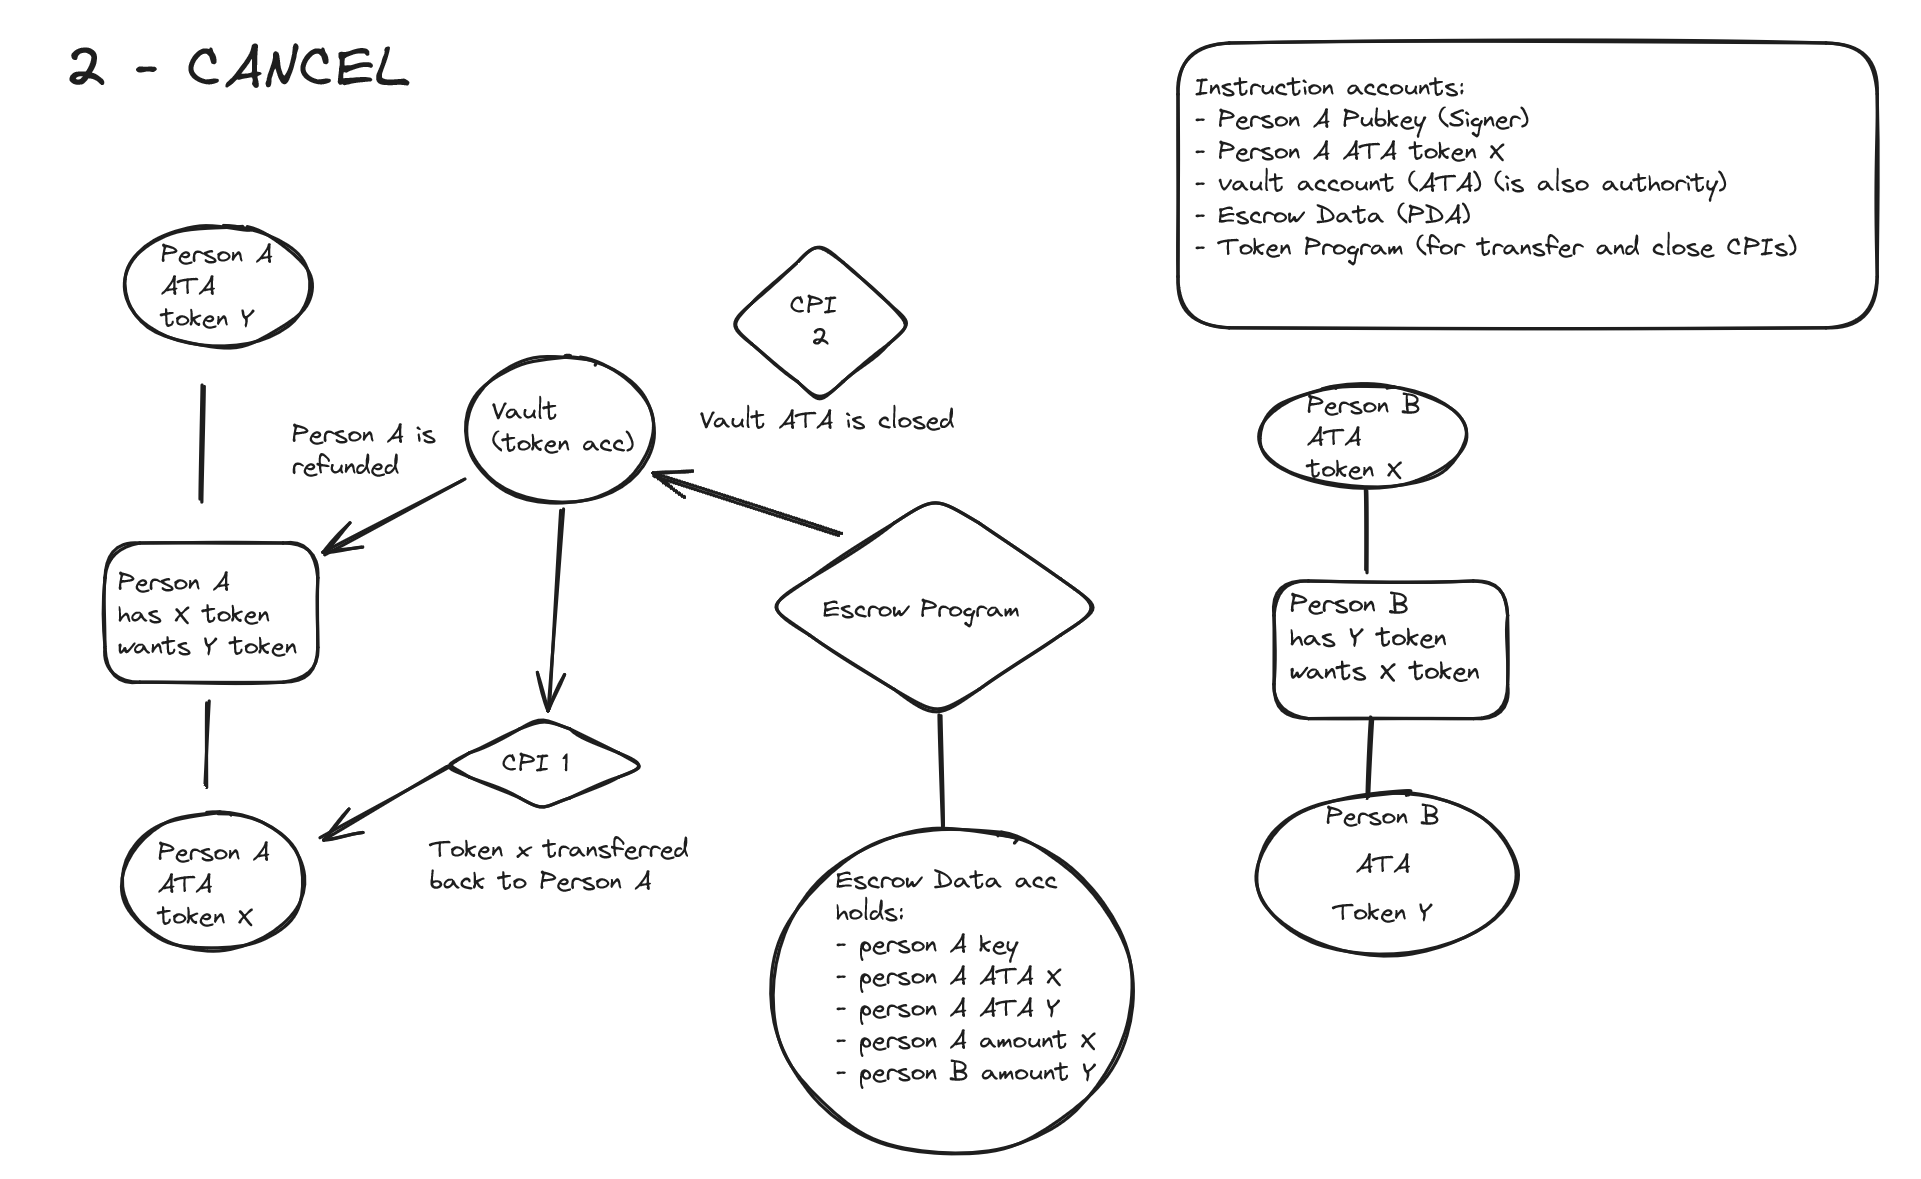 2 - CANCEL
Instruction accounts:
- Person A Pubkey (Signer)
- Person A ATA token X
- vault account (ATA) (is also authority)
- Escrow Data (PDA)
- Token Program (for transfer and close CPIs)
Person A
ATA
token Y
CPI
2
Vault ATA is closed
Vault
(token acc)
Person A is
refunded
Person B
ATA
token X
Person A
has X token
wants Y token
Escrow Program
Person B
has Y token
wants X token
CPI 1
Token x transferred
back to Person A
Person A
ATA
token X
Escrow Data acc
holds:
- person A key
- person A ATA X
- person A ATA Y
- person A amount X
- person B amount Y
Person B
ATA
Token Y